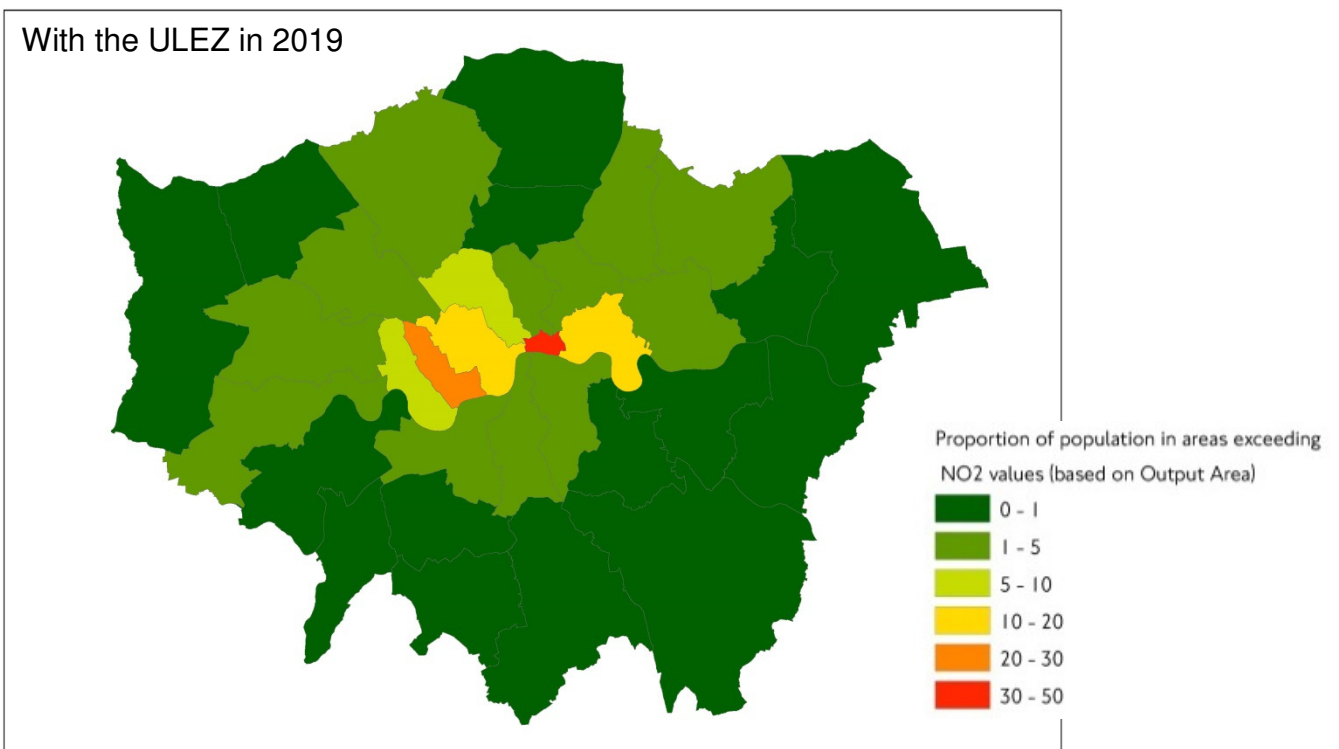 With the ULEZ in 2019
Proportion of population in areas exceeding
NO2 values (based on Output Area)
0 - 1
1 - 5
5 - 10
10 - 20
20 - 30
30 - 50